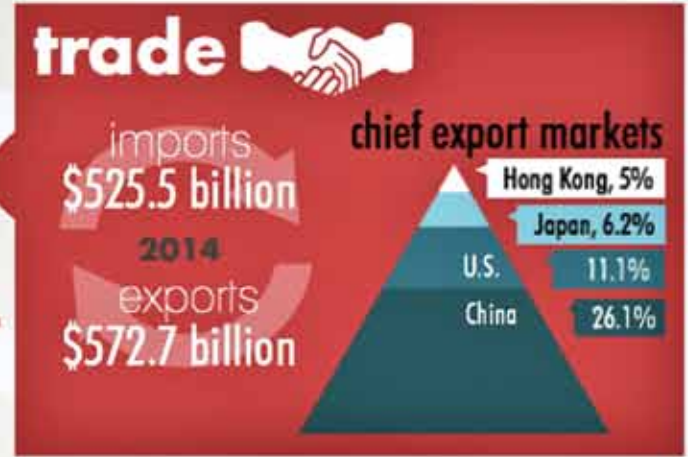 trade
imports
$525.5 billion
2014
exports
$572.7 billion
chief export markets
Hong Kong, 5%
Japan, 6.2%
U.S. 11.1%
China 26.1%